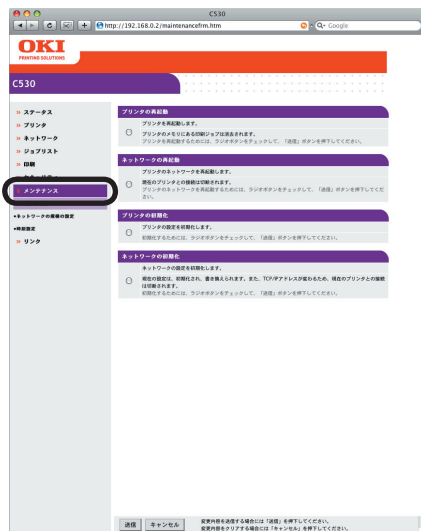 C530
http://192.168.0.2/maintenancefrm.htm
Google
OKI
PRINTING SOLUTIONS
C530
ステータス
プリンタ
ネットワーク
ジョブリスト
印刷
メンテナンス
•ネットワークの規模の設定
•時刻設定
リンク
プリンタの再起動
プリンタを再起動します。
プリンタのメモリにある印刷ジョブは消去されます。
プリンタを再起動するためには、ラジオボタンをチェックして、「送信」ボタンを押下してください。
ネットワークの再起動
プリンタのネットワークを再起動します。
現在のプリンタとの接続は切断されます。
プリンタのネットワークを再起動するためには、ラジオボタンをチェックして、「送信」ボタンを押下してくだ
さい。
プリンタの初期化
プリンタの設定を初期化します。
初期化するためには、ラジオボタンをチェックして、「送信」ボタンを押下してください。
ネットワークの初期化
ネットワークの設定を初期化します。
現在の設定は、初期化され、書き換えられます。また、TCP/IPアドレスが変わるため、現在のプリンタとの接続
は切断されます。
初期化するためには、ラジオボタンをチェックして、「送信」ボタンを押下してください。
送信 キャンセル
変更内容を送信する場合には「送信」を押下してください。
変更内容をクリアする場合には「キャンセル」を押下してください。